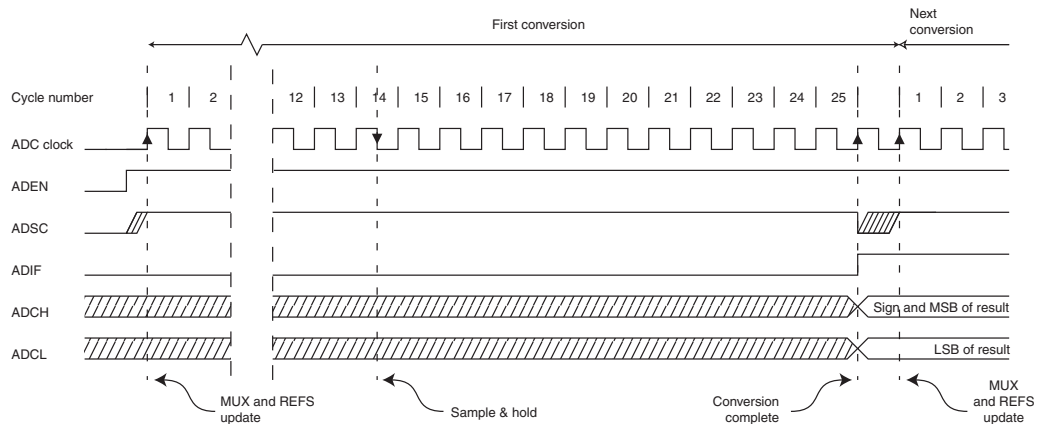 First conversion
Next
conversion
Cycle number 1 2 12 13 14 15 16 17 18 19 20 21 22 23 24 25 1 2 3
ADC clock
ADEN
ADSC
ADIF
ADCH Sign and MSB of result
ADCL LSB of result
MUX and REFS
update
Sample & hold
Conversion
complete
MUX
and REFS
update